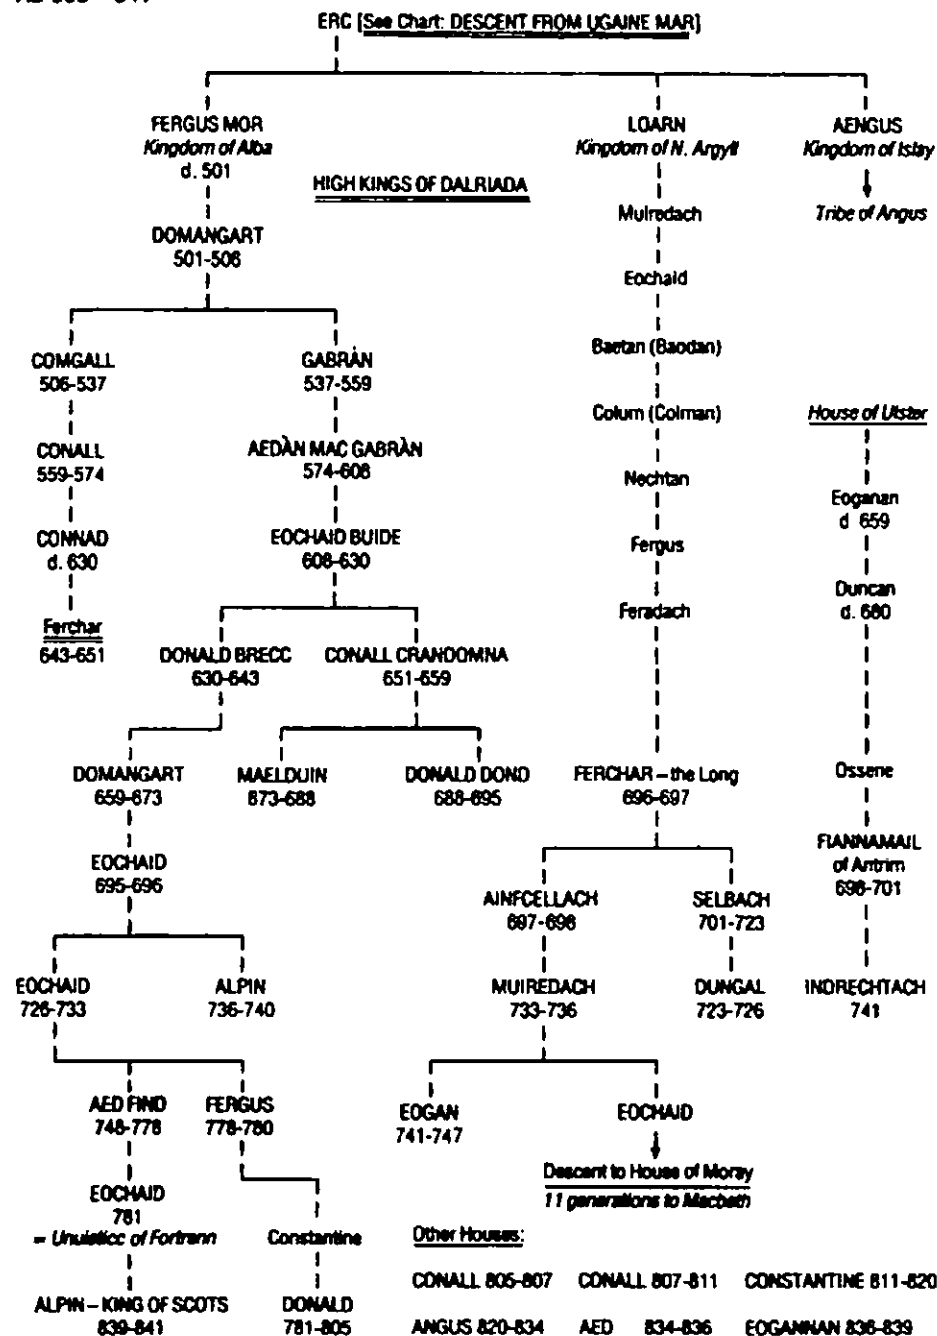 ERC [See Chart: DESCENT FROM UGAINE MAR]
FERGUS MOR
Kingdom of Alba
d. 501
LOARN
Kingdom of N. Argyll
AENGUS
Kingdom of Islay
HIGH KINGS OF DALRIADA
Tribe of Angus
Muiredach
DOMANGART
501-506
Eochaid
Baetan (Baodan)
COMGALL
506-537
GABRÀN
537-559
Colum (Colman)
House of Ulster
CONALL
559-574
AEDÀN MAC GABRÀN
574-608
Nechtan
Eoganan
d 659
CONNAD
d. 630
EOCHAID BUIDE
608-630
Fergus
Duncan
d. 680
Feradach
Ferchar
643-651
DONALD BRECC
630-643
CONALL CRANDOMNA
651-659
DOMANGART
659-673
MAELDUIN
673-688
DONALD DOND
688-695
FERCHAR – the Long
696-697
Ossene
EOCHAID
695-696
FIANNAMAIL
of Antrim
698-701
AINFCELLACH
697-698
SELBACH
701-723
EOCHAID
726-733
ALPIN
736-740
MUIREDACH
733-736
DUNGAL
723-726
INDRECHTACH
741
AED FIND
748-778
FERGUS
778-780
EOGAN
741-747
EOCHAID
Descent to House of Moray
11 generations to Macbeth
EOCHAID
781
= Unuisticc of Fortrenn
Constantine
Other Houses:
CONALL 805-807 CONALL 807-811 CONSTANTINE 811-820
ALPIN – KING OF SCOTS
839-841
DONALD
781-805
ANGUS 820-834 AED 834-836 EOGANNAN 836-839